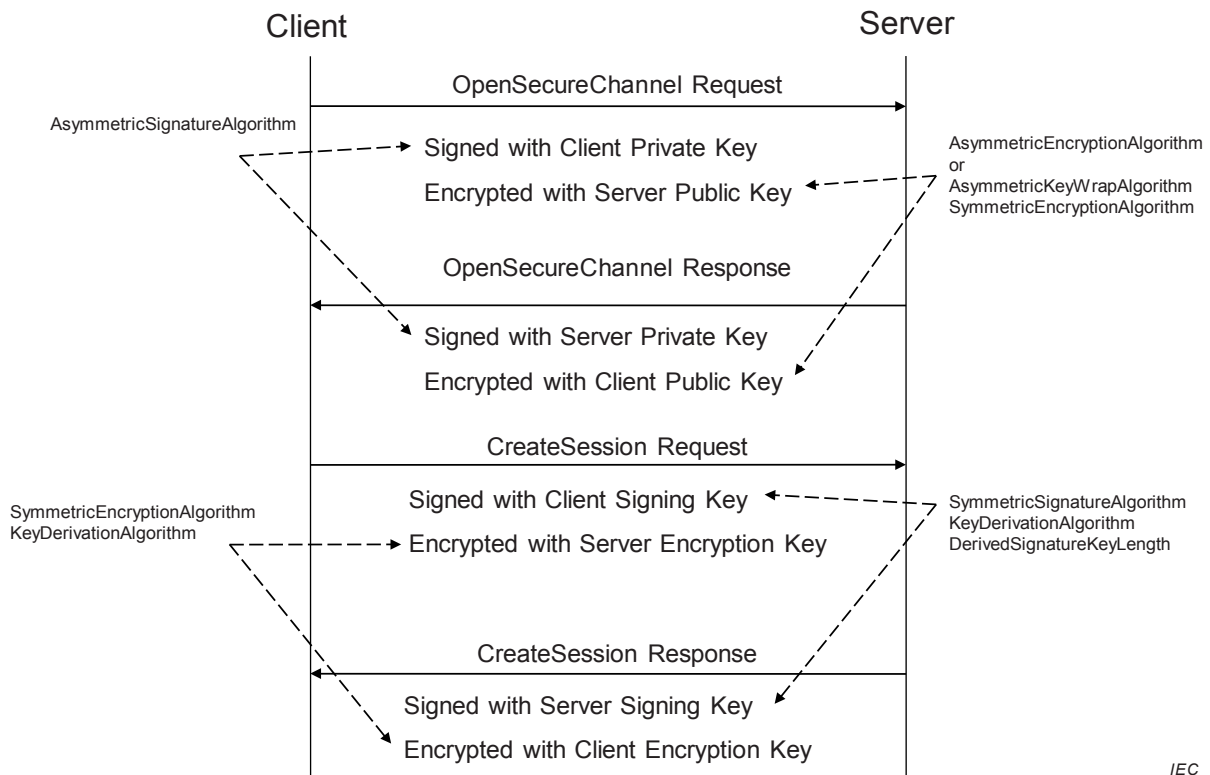 Client
Server
OpenSecureChannel Request
AsymmetricSignatureAlgorithm
Signed with Client Private Key
Encrypted with Server Public Key
AsymmetricEncryptionAlgorithm
or
AsymmetricKeyWrapAlgorithm
SymmetricEncryptionAlgorithm
OpenSecureChannel Response
Signed with Server Private Key
Encrypted with Client Public Key
CreateSession Request
Signed with Client Signing Key
Encrypted with Server Encryption Key
SymmetricEncryptionAlgorithm
KeyDerivationAlgorithm
SymmetricSignatureAlgorithm
KeyDerivationAlgorithm
DerivedSignatureKeyLength
CreateSession Response
Signed with Server Signing Key
Encrypted with Client Encryption Key
IEC